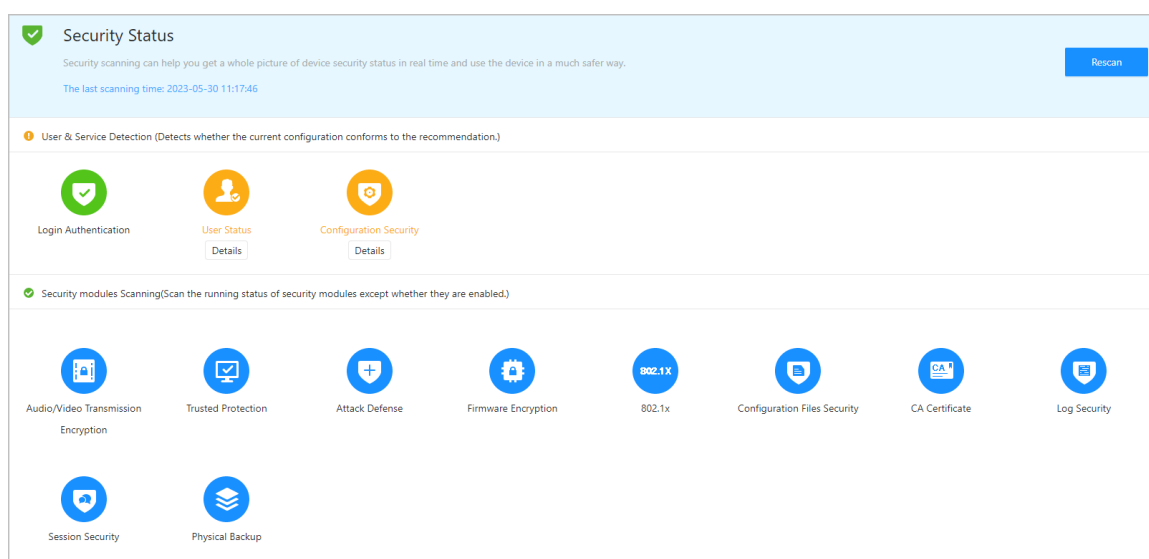 Security Status
Security scanning can help you get a whole picture of device security status in real time and use the device in a much safer way.
Rescan
The last scanning time: 2023-05-30 11:17:46
User & Service Detection (Detects whether the current configuration conforms to the recommendation.)
Login Authentication
User Status
Configuration Security
Details
Details
Security modules Scanning(Scan the running status of security modules except whether they are enabled.)
802.1X
CA
Audio/Video Transmission
Encryption
Trusted Protection
Attack Defense
Firmware Encryption
802.1x
Configuration Files Security
CA Certificate
Log Security
Session Security
Physical Backup